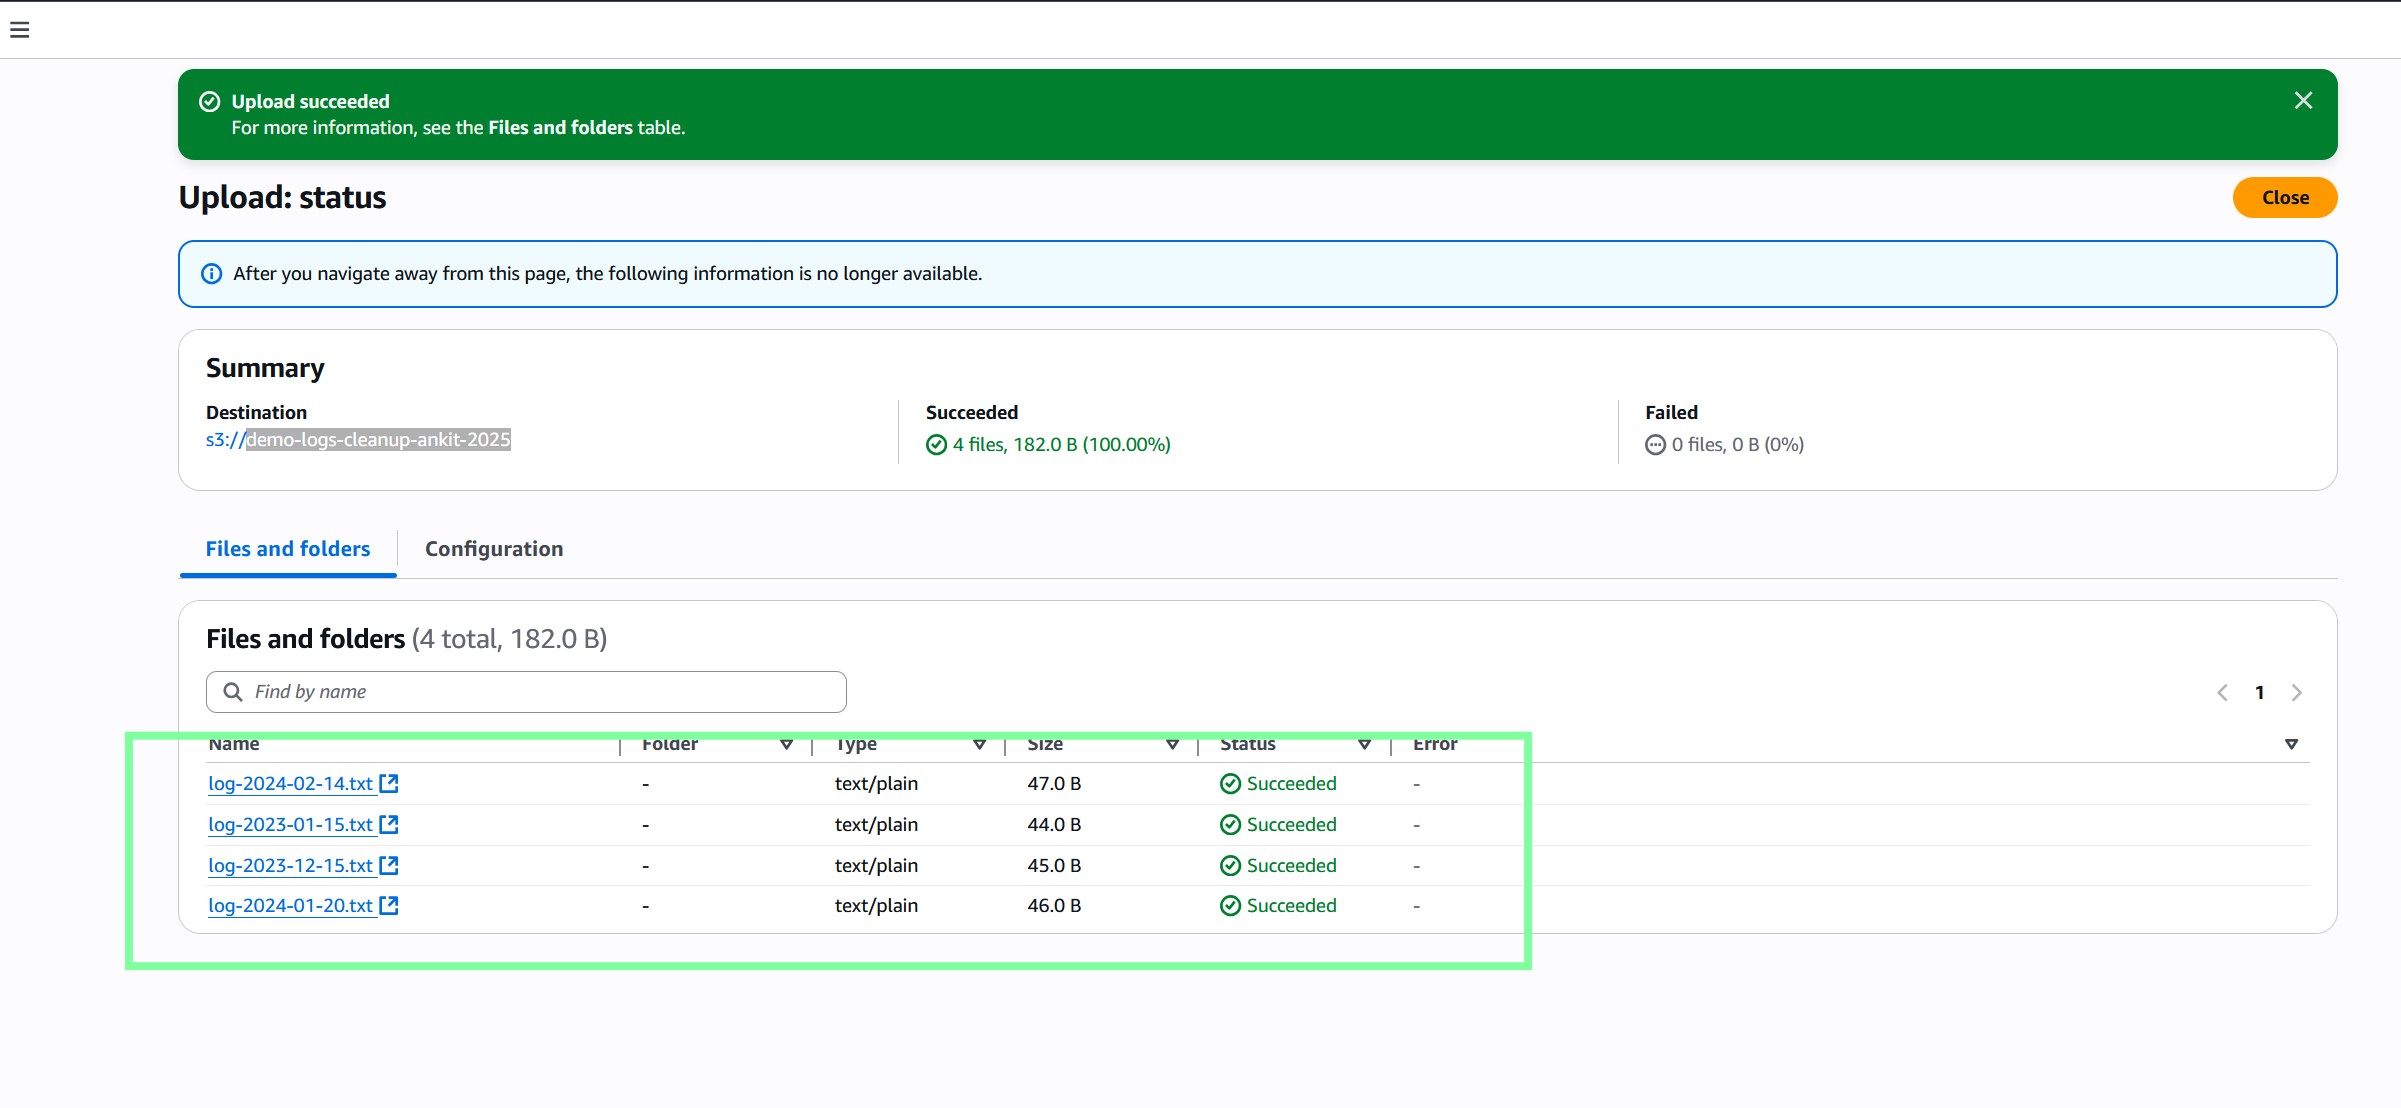 Upload succeeded
For more information, see the Files and folders table.
Upload: status
Close
After you navigate away from this page, the following information is no longer available.
Summary
Destination
s3://demo-logs-cleanup-ankit-2025
Succeeded
4 files, 182.0 B (100.00%)
Failed
0 files, 0 B (0%)
Files and folders
Configuration
Files and folders (4 total, 182.0 B)
Find by name
1
Name Folder Type Size Status Error
log-2024-02-14.txt - text/plain 47.0 B Succeeded -
log-2023-01-15.txt - text/plain 44.0 B Succeeded -
log-2023-12-15.txt - text/plain 45.0 B Succeeded -
log-2024-01-20.txt - text/plain 46.0 B Succeeded -